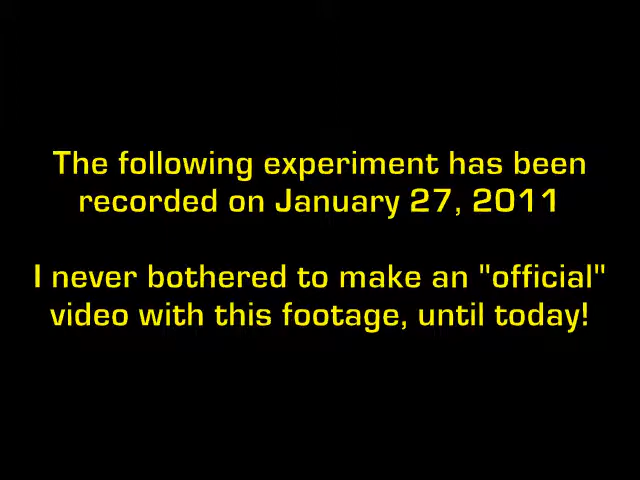 The following experiment has been
recorded on January 27, 2011
I never bothered to make an "official"
video with this footage, until today!